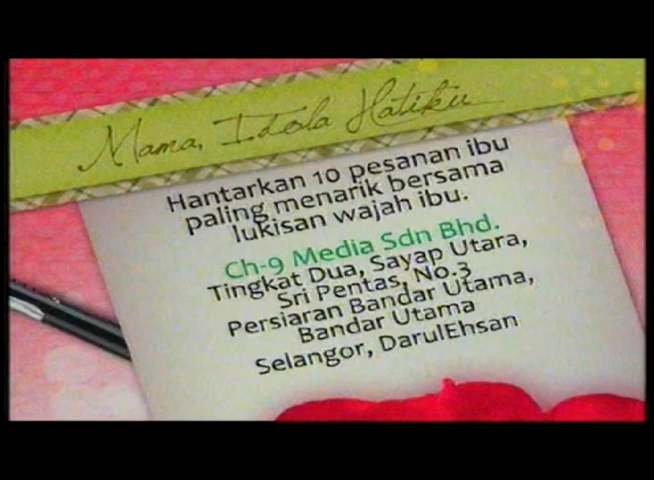 Mama, Idola Hatiku
Hantarkan 10 pesanan ibu
paling menarik bersama
lukisan wajah ibu.
Ch-9 Media Sdn Bhd.
Tingkat Dua, Sayap Utara,
Sri Pentas, No.3
Persiaran Bandar Utama,
Bandar Utama
Selangor, DarulEhsan